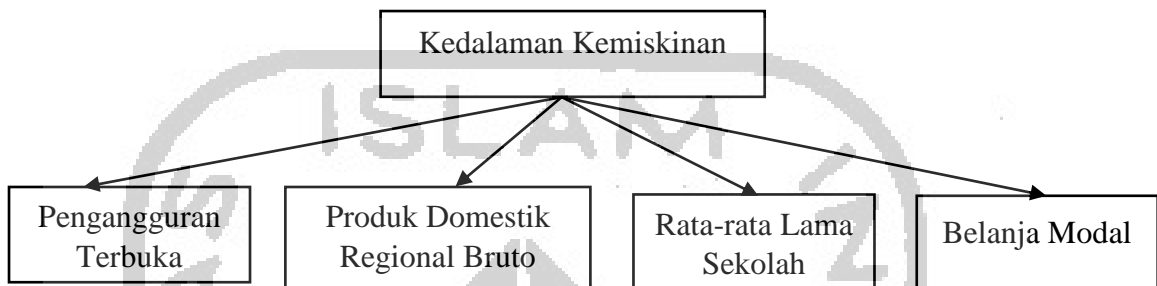 Kedalaman Kemiskinan
ISLAM
Pengangguran
Terbuka
Produk Domestik
Regional Bruto
Rata-rata Lama
Sekolah
Belanja Modal